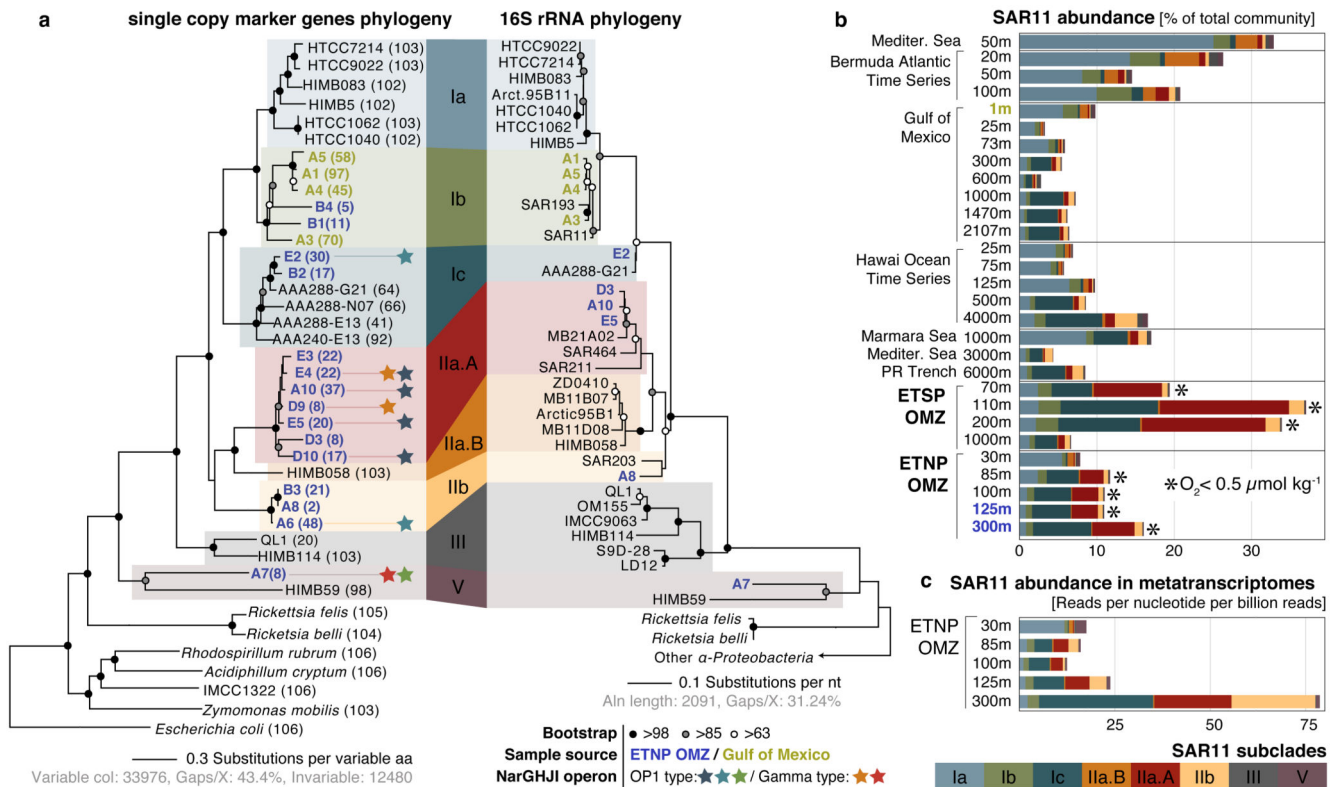 a
single copy marker genes phylogeny
HTCC7214 (103)
HTCC9022 (103)
HIMB083 (102)
HIMB5 (102)
HTCC1062 (103)
HTCC1040 (102)
A5 (58)
A1 (97)
A4 (45)
B4 (5)
B1(11)
A3 (70)
E2 (30)
B2 (17)
AAA288-G21 (64)
AAA288-N07 (66)
AAA288-E13 (41)
AAA240-E13 (92)
E3 (22)
E4 (22)
A10 (37)
D9 (8)
E5 (20)
D3 (8)
D10 (17)
HIMB058 (103)
B3 (21)
A8 (2)
A6 (48)
QL1 (20)
HIMB114 (103)
A7(8)
HIMB59 (98)
Rickettsia felis (105)
Ricketsia belli (104)
Rhodospirillum rubrum (106)
Acidiphullum cryptum (106)
IMCC1322 (106)
Zymomonas mobilis (103)
Escherichia coli (106)
0.3 Substitutions per variable aa
Variable col: 33976, Gaps/X: 43.4%, Invariable: 12480
Ia
Ib
Ic
IIa.A
IIa.B
IIb
III
V
16S rRNA phylogeny
HTCC9022
HTCC7214
HIMB083
Arct.95B11
HTCC1040
HTCC1062
HIMB5
A1
A5
A4
SAR193
A3
SAR11
E2
AAA288-G21
D3
A10
E5
MB21A02
SAR464
SAR211
ZD0410
MB11B07
Arctic95B1
MB11D08
HIMB058
SAR203
A8
QL1
OM155
IMCC9063
HIMB114
S9D-28
LD12
A7
HIMB59
Rickettsia felis
Ricketsia belli
Other α-Proteobacteria
0.1 Substitutions per nt
Aln length: 2091, Gaps/X: 31.24%
Bootstrap >98 >85 >63
Sample source ETNP OMZ / Gulf of Mexico
NarGHJI operon OP1 type: / Gamma type:
b
SAR11 abundance [% of total community]
Mediter. Sea 50m
Bermuda Atlantic Time Series
20m
50m
100m
Gulf of Mexico
1m
25m
73m
300m
600m
1000m
1470m
2107m
Hawai Ocean Time Series
25m
75m
125m
500m
4000m
Marmara Sea 1000m
Mediter. Sea 3000m
PR Trench 6000m
ETSP OMZ
70m *
110m *
200m *
1000m
ETNP OMZ
30m
85m *
100m *
125m *
300m *
* O₂< 0.5 µmol kg⁻¹
0 10 20 30
c
SAR11 abundance in metatranscriptomes
[Reads per nucleotide per billion reads]
ETNP OMZ
30m
85m
100m
125m
300m
0 25 50 75
SAR11 subclades
Ia Ib Ic IIa.B IIa.A IIb III V